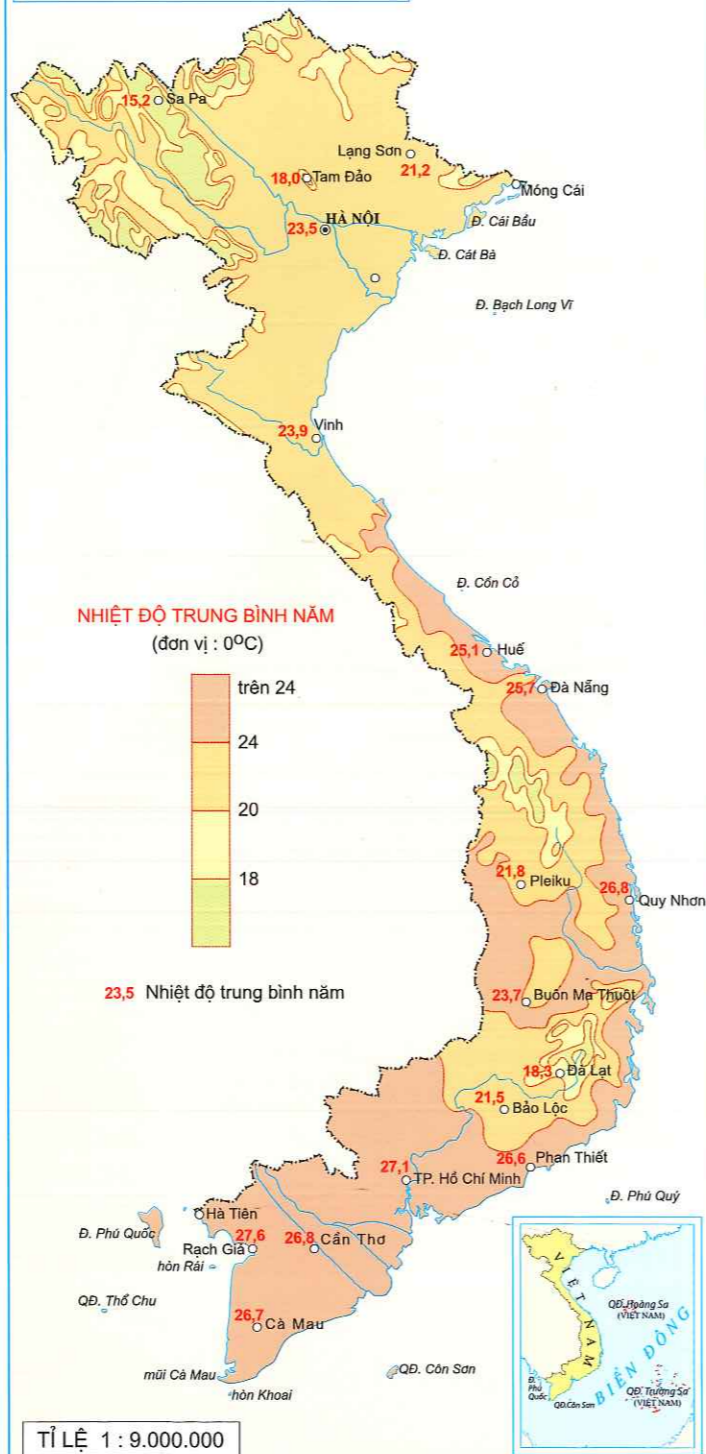 15,2
Sa Pa
Lạng Sơn
21,2
18,0
Tam Đảo
Móng Cái
Đ. Cái Bầu
23,5
HÀ NỘI
Đ. Cát Bà
Đ. Bạch Long Vĩ
23,9
Vinh
Đ. Cồn Cỏ
NHIỆT ĐỘ TRUNG BÌNH NĂM
(đơn vị : 0ºC)
trên 24
24
20
18
23,5 Nhiệt độ trung bình năm
25,1
Huế
25,7
Đà Nẵng
21,8
Pleiku
26,8
Quy Nhơn
23,7
Buôn Ma Thuột
18,3
Đà Lạt
21,5
Bảo Lộc
26,6
Phan Thiết
27,1
TP. Hồ Chí Minh
Đ. Phú Quý
Hà Tiên
Đ. Phú Quốc
27,6
Rạch Giá
26,8
Cần Thơ
hòn Rái
QĐ. Thổ Chu
26,7
Cà Mau
mũi Cà Mau
QĐ. Côn Sơn
hòn Khoai
VIỆT NAM
QĐ. Hoàng Sa
(VIỆT NAM)
BIỂN ĐÔNG
Đ.
Phú
Quốc
QĐ.Côn Sơn
QĐ. Trường Sa
(VIỆT NAM)
TỈ LỆ 1 : 9.000.000